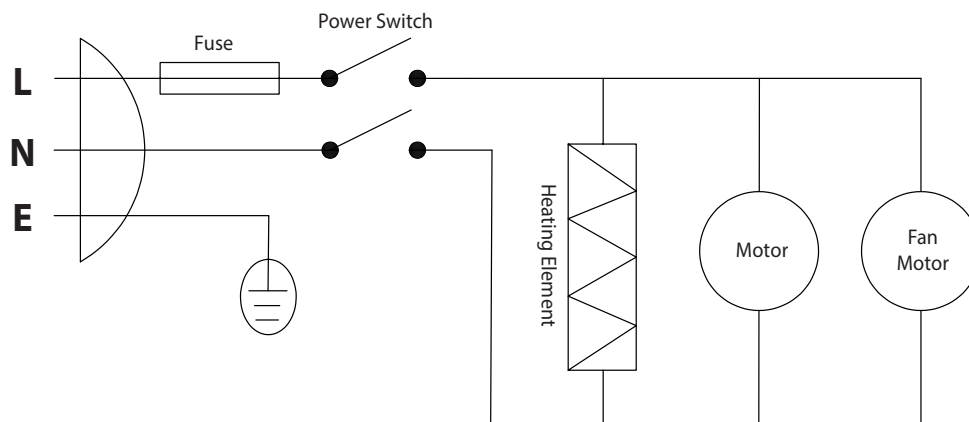 Power Switch
Fuse
L
N
E
Heating Element
Motor
Fan
Motor